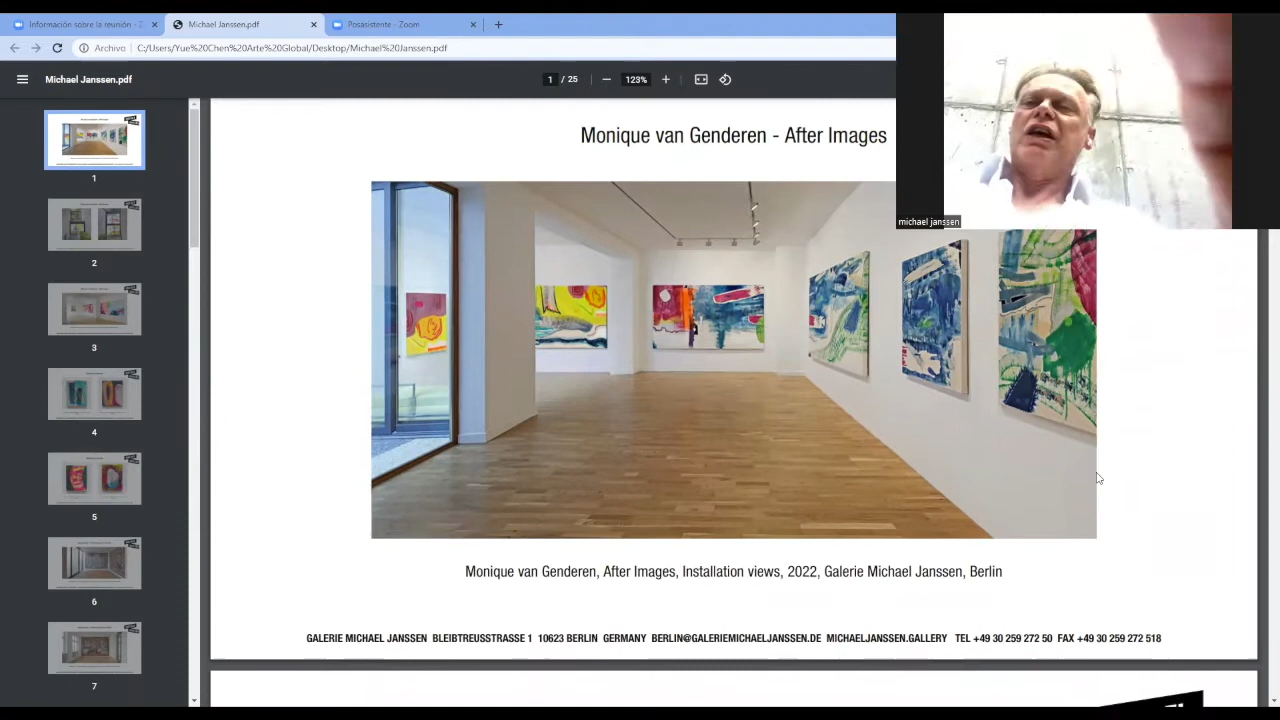 Información sobre la reunión - Z
Michael Janssen.pdf
Posasistente - Zoom
Archivo
C:/Users/Yue%20Chen%20Arte%20Global/Desktop/Michael%20Janssen.pdf
Michael Janssen.pdf
1 / 25
123%
1
2
3
4
5
6
7
Monique van Genderen - After Images
michael janssen
Monique van Genderen, After Images, Installation views, 2022, Galerie Michael Janssen, Berlin
GALERIE MICHAEL JANSSEN BLEIBTREUSSTRASSE 1 10623 BERLIN GERMANY BERLIN@GALERIEMICHAELJANSSEN.DE MICHAELJANSSEN.GALLERY TEL +49 30 259 272 50 FAX +49 30 259 272 518